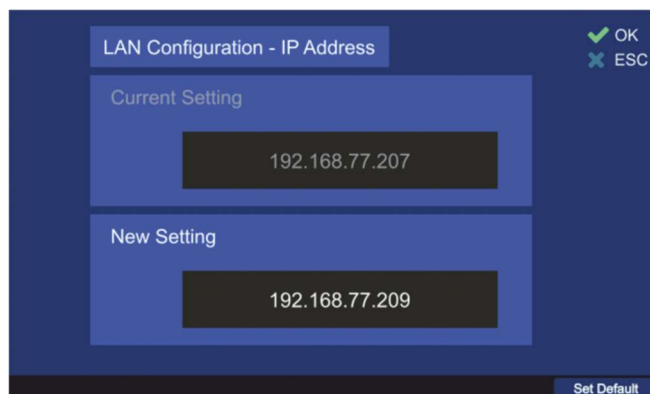 LAN Configuration - IP Address
OK
ESC
Current Setting
192.168.77.207
New Setting
192.168.77.209
Set Default